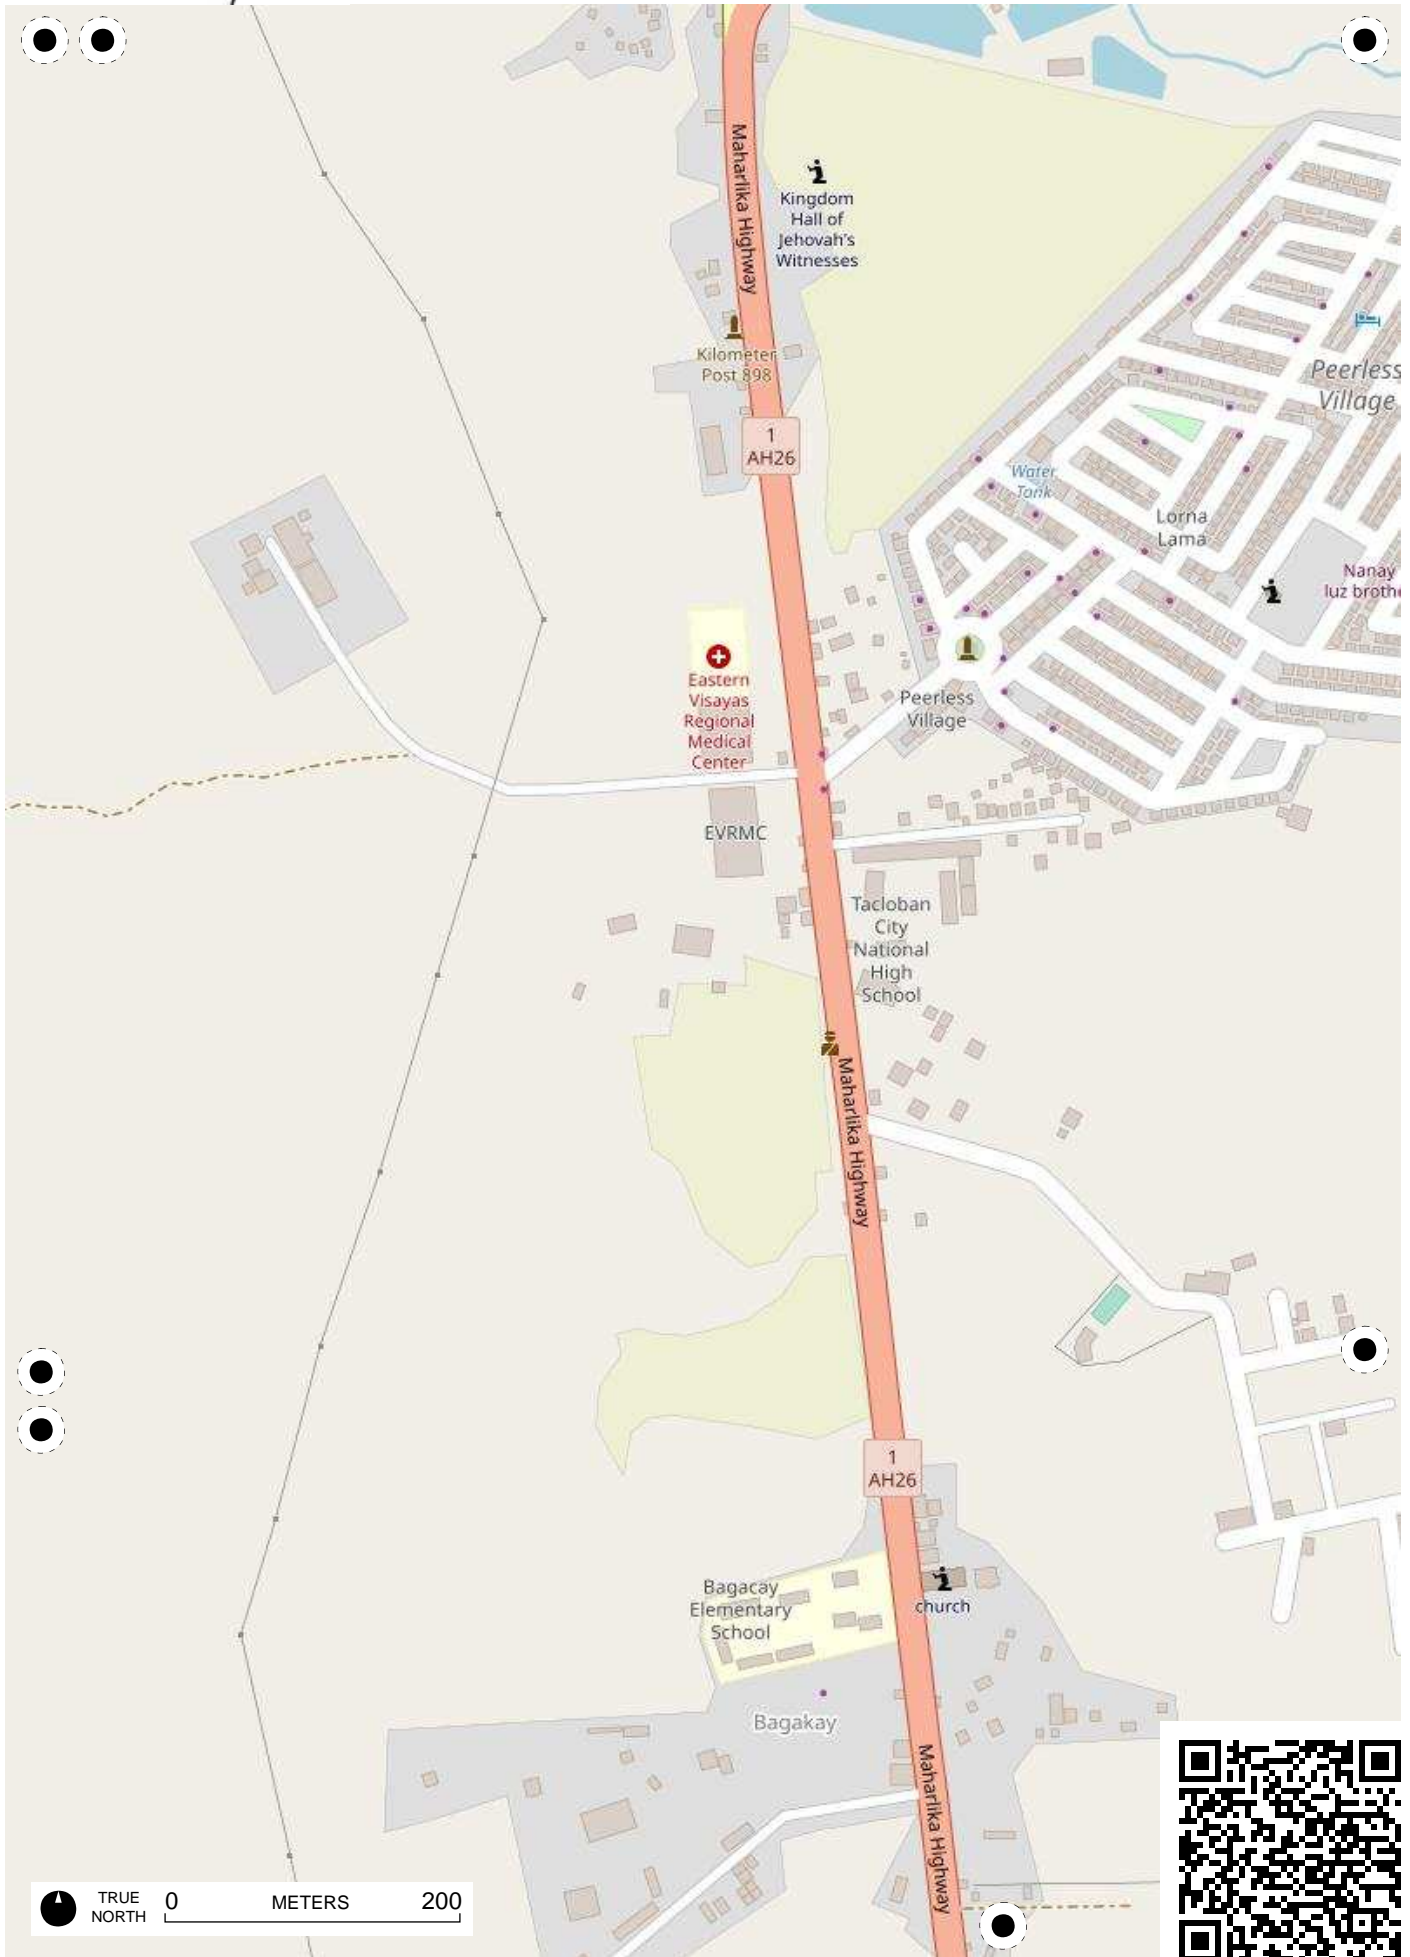 Maharlika Highway
Kingdom
Hall of
Jehovah's
Witnesses
Kilometer
Post 898
Peerless
Village
1
AH26
Water
Tank
Lorna
Lama
Nanay
luz brothe
Eastern
Visayas
Regional
Medical
Center
Peerless
Village
EVRMC
Tacloban
City
National
High
School
Maharlika Highway
1
AH26
Bagacay
Elementary
School
church
Bagakay
Maharlika Highway
TRUE
NORTH
0 METERS 200